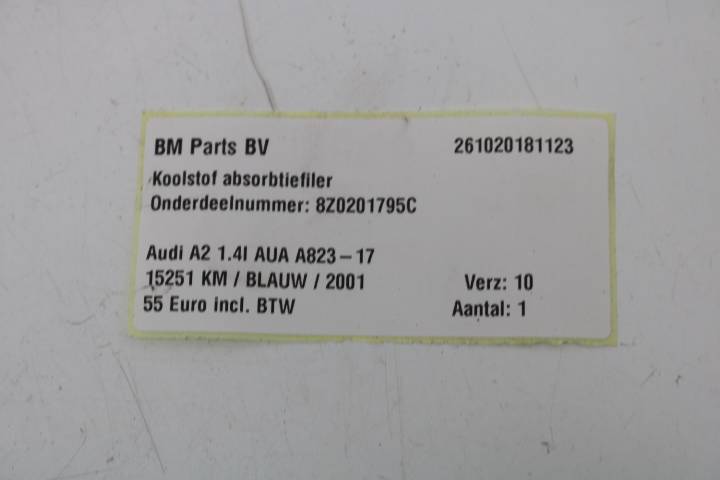 BM Parts BV 261020181123
Koolstof absorbtiefiler
Onderdeelnummer: 8Z0201795C
Audi A2 1.4I AUA A823-17
15251 KM / BLAUW / 2001 Verz: 10
55 Euro incl. BTW Aantal: 1